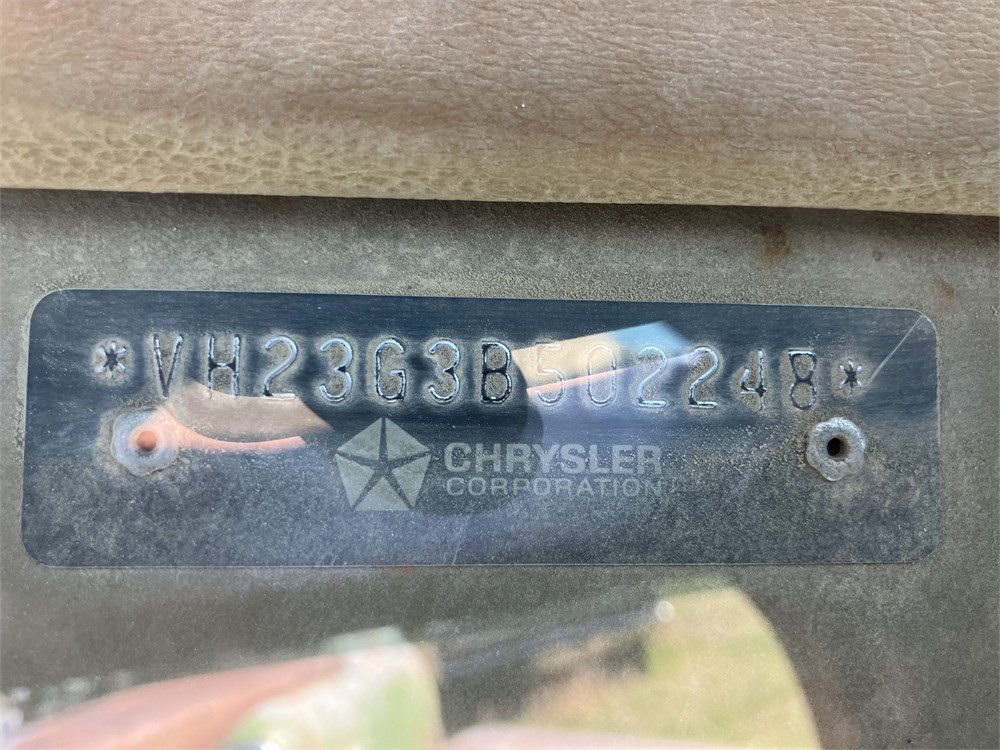 *VH23G3B502248*
CHRYSLER
CORPORATION